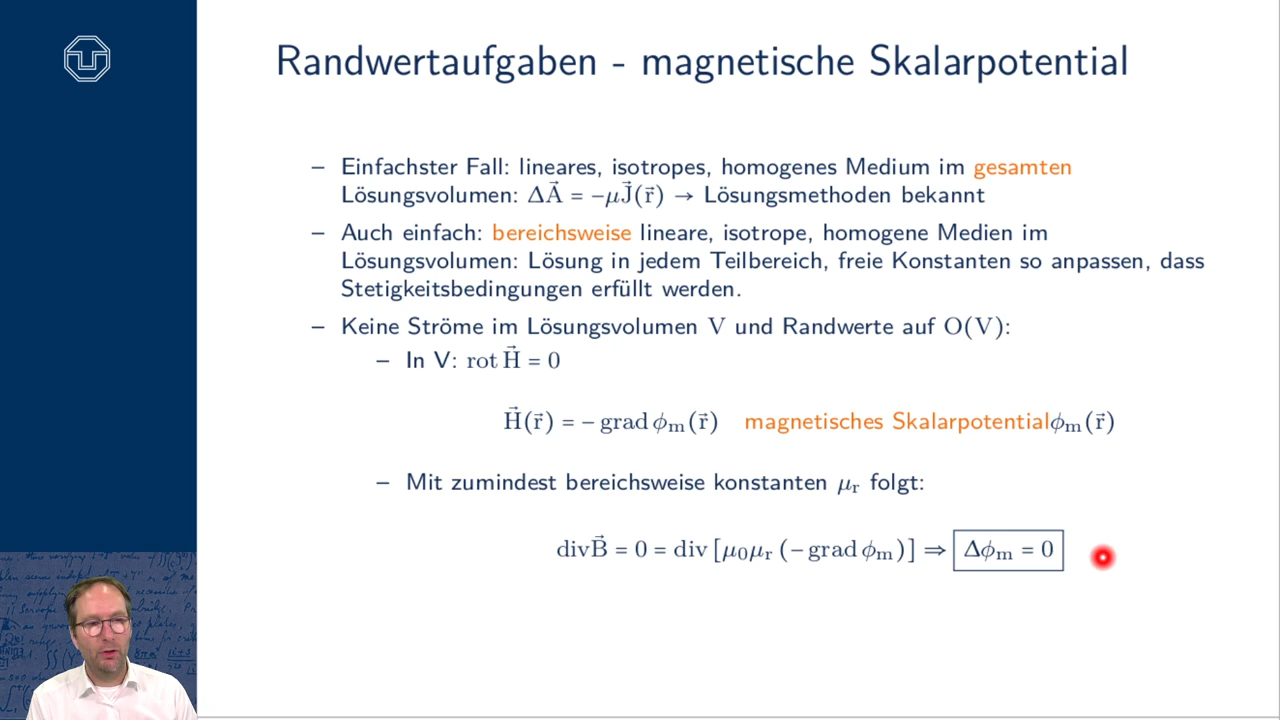 Randwertaufgaben - magnetische Skalarpotential
– Einfachster Fall: lineares, isotropes, homogenes Medium im gesamten
Lösungsvolumen: ΔA⃗ = −μJ⃗(r⃗) → Lösungsmethoden bekannt
– Auch einfach: bereichsweise lineare, isotrope, homogene Medien im
Lösungsvolumen: Lösung in jedem Teilbereich, freie Konstanten so anpassen, dass
Stetigkeitsbedingungen erfüllt werden.
– Keine Ströme im Lösungsvolumen V und Randwerte auf O(V):
– In V: rot H⃗ = 0
H⃗(r⃗) = − grad ϕₘ(r⃗) magnetisches Skalarpotentialϕₘ(r⃗)
– Mit zumindest bereichsweise konstanten μᵣ folgt:
divB⃗ = 0 = div [μ₀μᵣ (− grad ϕₘ)] ⇒ Δϕₘ = 0